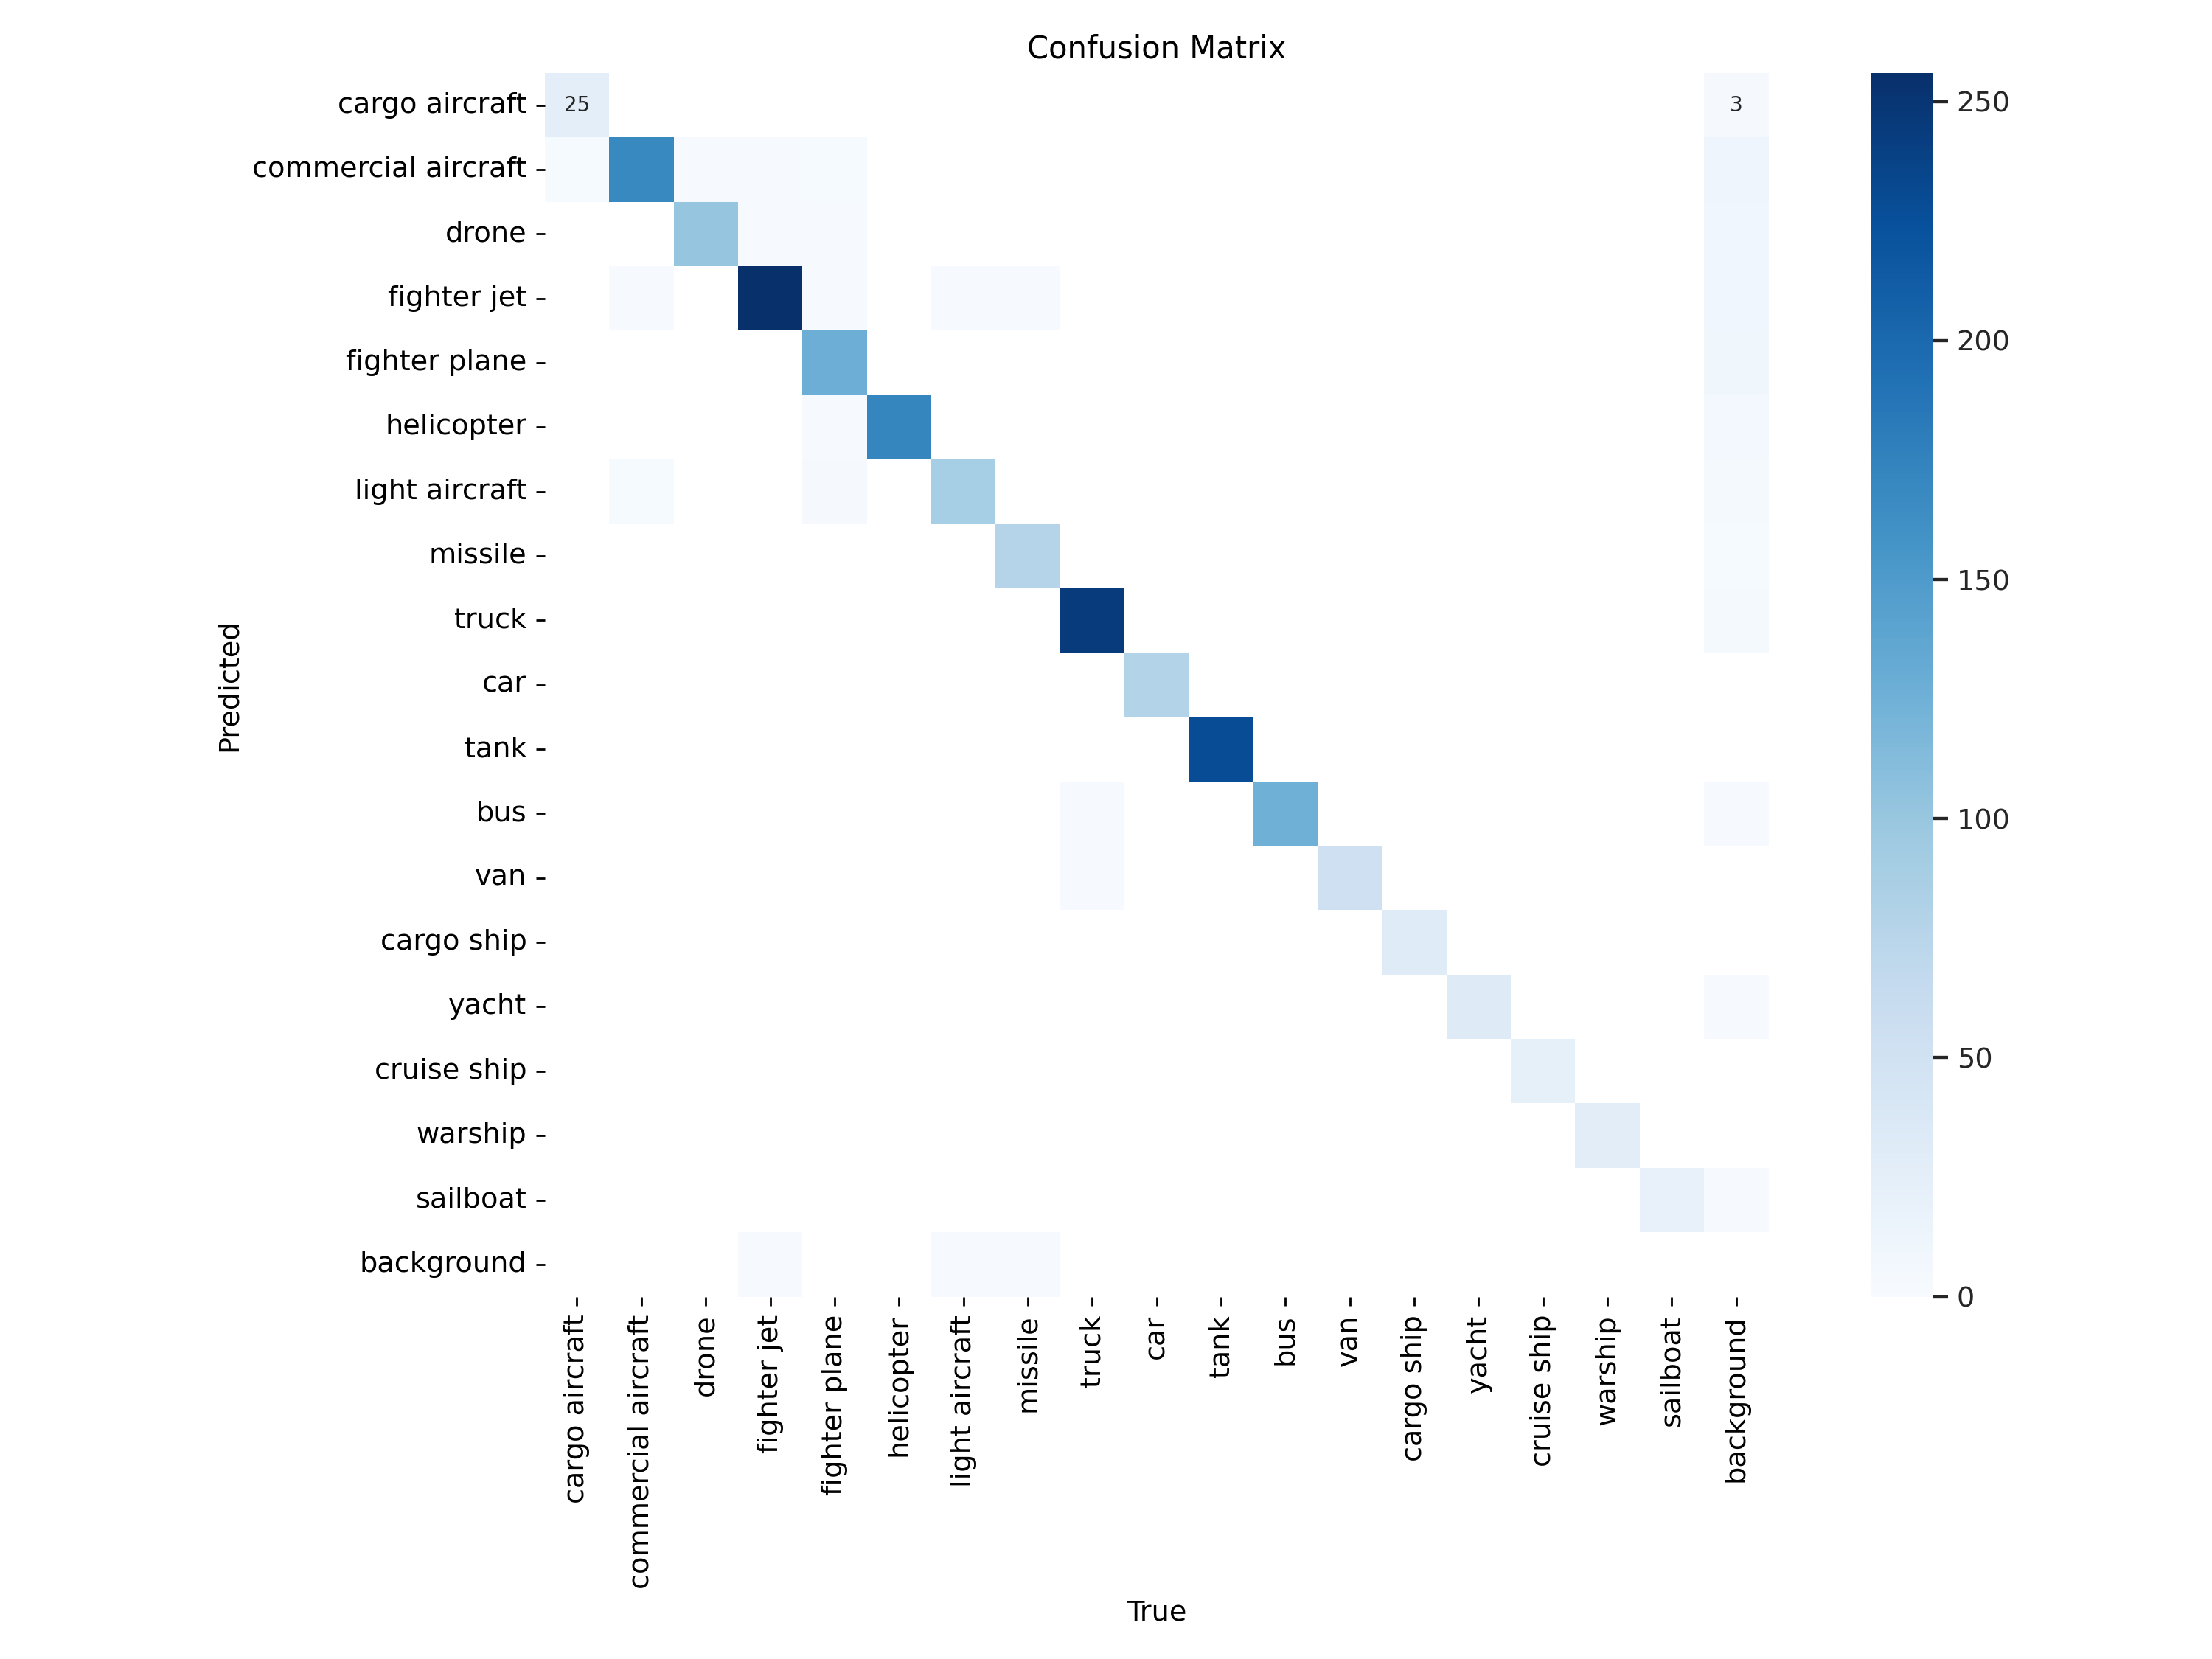 Confusion Matrix
cargo aircraft
25
3
250
commercial aircraft
drone
fighter jet
200
fighter plane
helicopter
light aircraft
missile
150
truck
Predicted
car
tank
bus
100
van
cargo ship
yacht
50
cruise ship
warship
sailboat
background
0
cargo aircraft
commercial aircraft
drone
fighter jet
fighter plane
helicopter
light aircraft
missile
truck
car
tank
bus
van
cargo ship
yacht
cruise ship
warship
sailboat
background
True